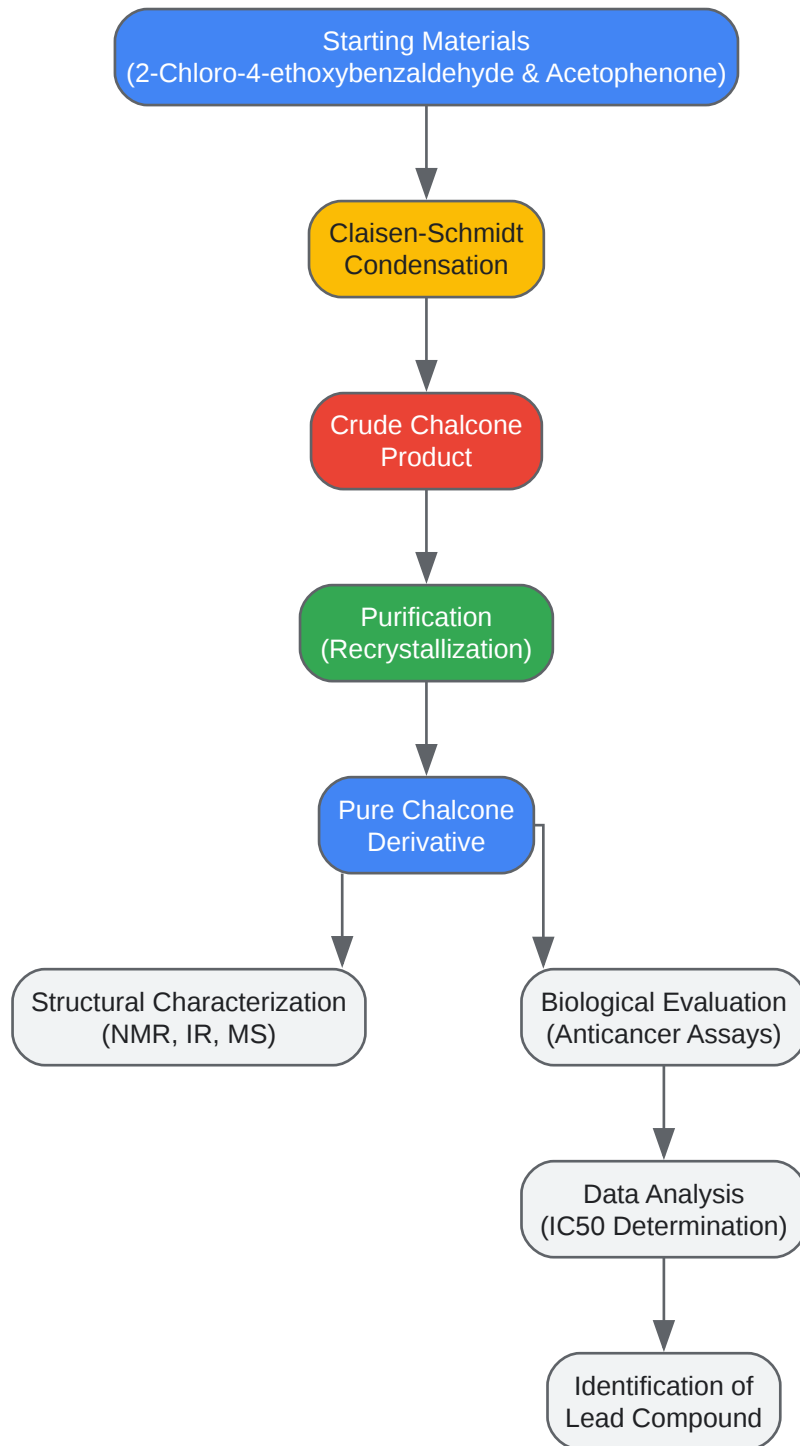 Starting Materials
(2-Chloro-4-ethoxybenzaldehyde & Acetophenone)
Claisen-Schmidt
Condensation
Crude Chalcone
Product
Purification
(Recrystallization)
Pure Chalcone
Derivative
Structural Characterization
(NMR, IR, MS)
Biological Evaluation
(Anticancer Assays)
Data Analysis
(IC50 Determination)
Identification of
Lead Compound